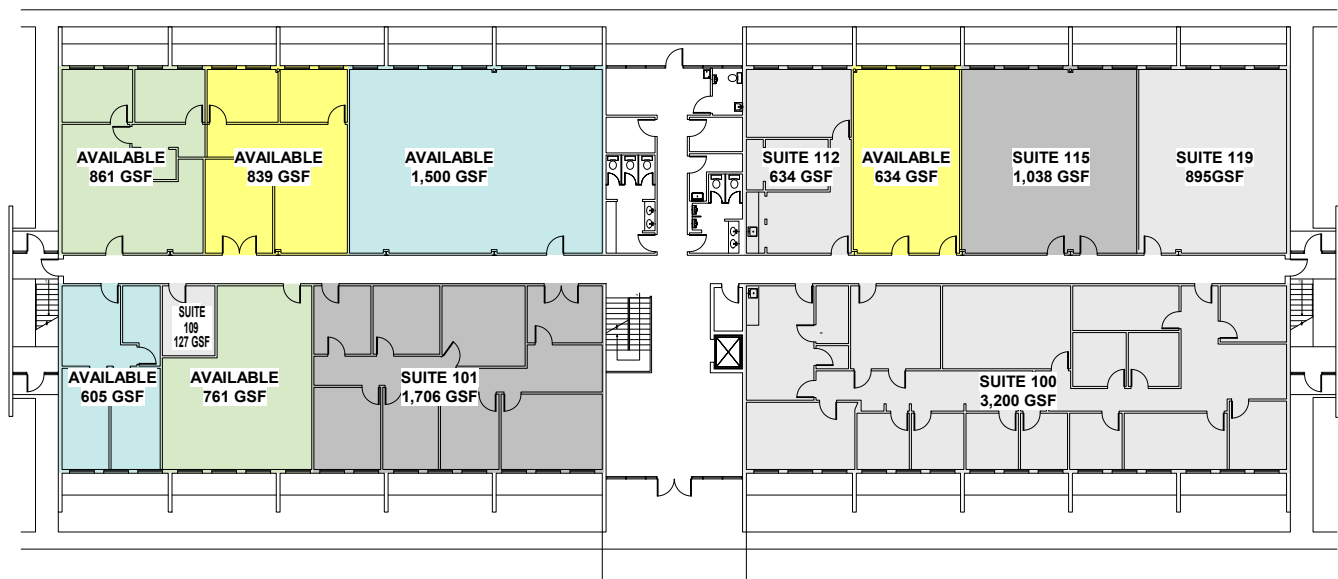 AVAILABLE
861 GSF
AVAILABLE
839 GSF
AVAILABLE
1,500 GSF
SUITE 112
634 GSF
AVAILABLE
634 GSF
SUITE 115
1,038 GSF
SUITE 119
895GSF
SUITE
109
127 GSF
AVAILABLE
605 GSF
AVAILABLE
761 GSF
SUITE 101
1,706 GSF
SUITE 100
3,200 GSF